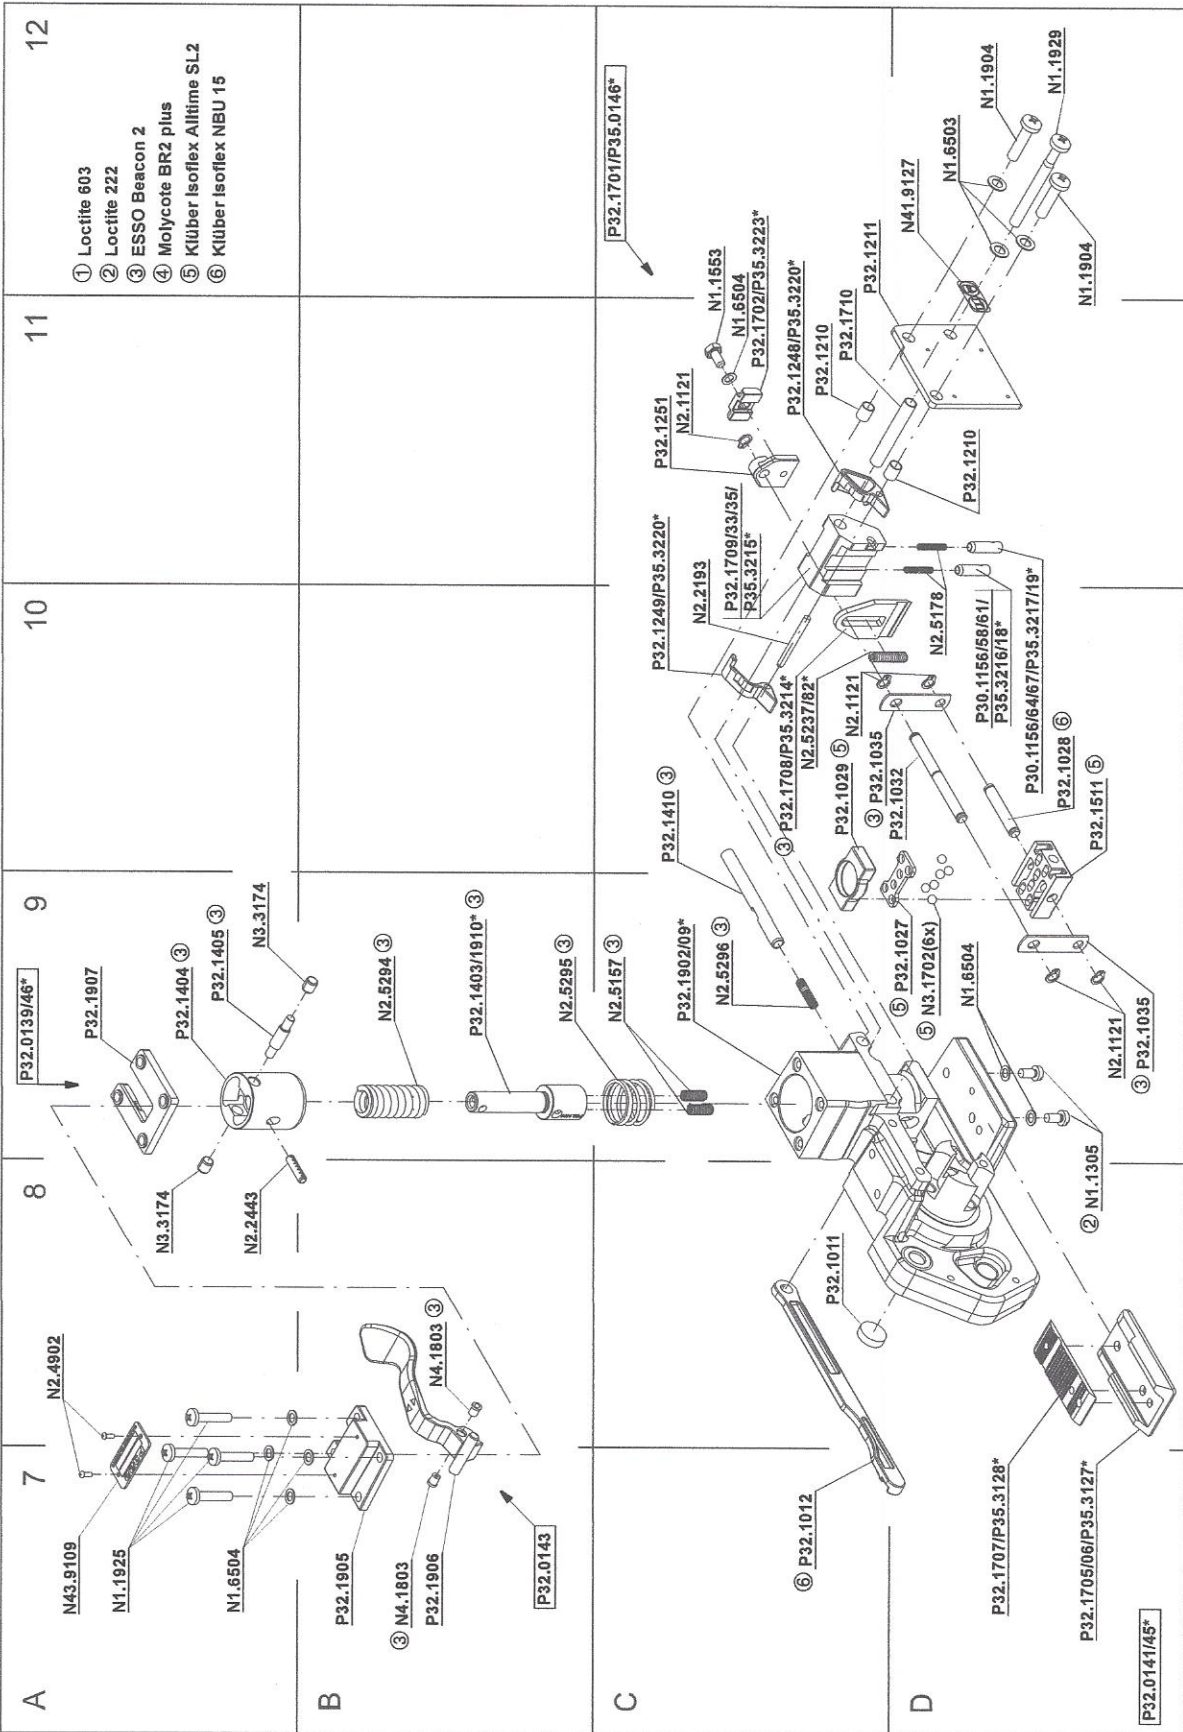 7
8
9
10
11
12
A
B
C
D
① Loctite 603
② Loctite 222
③ ESSO Beacon 2
④ Molycote BR2 plus
⑤ Klüber Isoflex Alltime SL2
⑥ Klüber Isoflex NBU 15
N43.9109
N2.4902
N1.1925
N1.6504
P32.1905
③ N4.1803
P32.1906
N4.1803 ③
P32.0143
P32.0139/46*
P32.1907
P32.1404 ③
P32.1405 ③
N3.3174
N3.3174
N2.2443
N2.5294 ③
P32.1403/1910* ③
N2.5295 ③
N2.5157 ③
P32.1902/09*
N2.5296 ③
P32.1410 ③
P32.1701/P35.0146*
N1.1553
N1.6504
P32.1702/P35.3223*
N2.1121
P32.1251
P32.1248/P35.3220*
P32.1210
P32.1710
P32.1211
N41.9127
N1.6503
N1.1904
N1.1929
N1.1904
P32.1249/P35.3220*
N2.2193
P32.1709/33/35/
P35.3215*
P32.1210
N2.5178
P30.1156/58/61/
P35.3216/18*
P30.1156/64/67/P35.3217/19*
③ P32.1708/P35.3214*
N2.5237/82*
N2.1121
P32.1029 ⑤
③ P32.1035
P32.1032
P32.1028 ⑥
P32.1511 ⑤
⑤ P32.1027
⑤ N3.1702(6x)
N1.6504
N2.1121
③ P32.1035
② N1.1305
P32.1011
⑥ P32.1012
P32.1707/P35.3128*
P32.1705/06/P35.3127*
P32.0141/45*